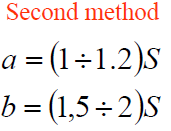 Second method
a = (1÷1.2)S
b = (1,5÷2)S